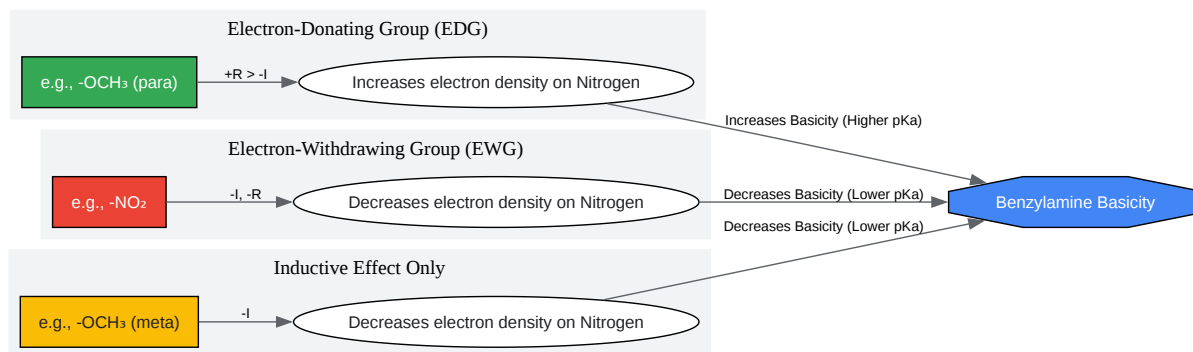 Electron-Donating Group (EDG)
e.g., -OCH₃ (para)
+R > -I
Increases electron density on Nitrogen
Increases Basicity (Higher pKa)
Electron-Withdrawing Group (EWG)
e.g., -NO₂
-I, -R
Decreases electron density on Nitrogen
Decreases Basicity (Lower pKa)
Benzylamine Basicity
Decreases Basicity (Lower pKa)
Inductive Effect Only
e.g., -OCH₃ (meta)
-I
Decreases electron density on Nitrogen